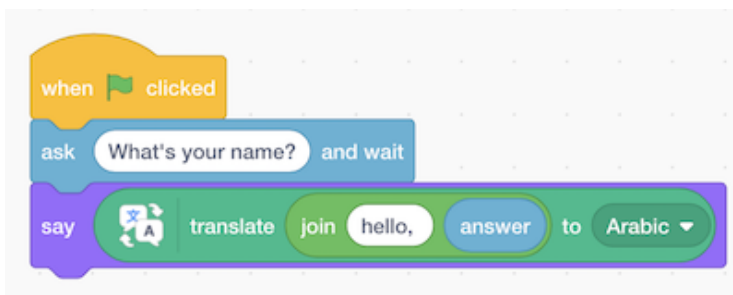 when clicked
ask What's your name? and wait
say translate join hello, answer to Arabic